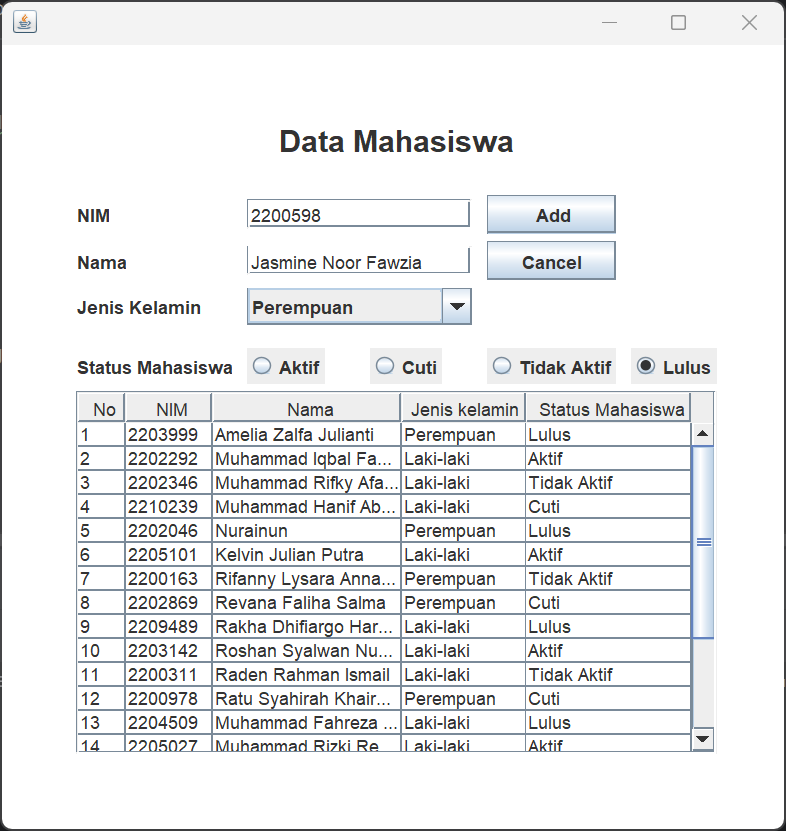 Data Mahasiswa
NIM 2200598 Add
Nama Jasmine Noor Fawzia Cancel
Jenis Kelamin Perempuan
Status Mahasiswa Aktif Cuti Tidak Aktif Lulus
No NIM Nama Jenis kelamin Status Mahasiswa
1 2203999 Amelia Zalfa Julianti Perempuan Lulus
2 2202292 Muhammad Iqbal Fa... Laki-laki Aktif
3 2202346 Muhammad Rifky Afa... Laki-laki Tidak Aktif
4 2210239 Muhammad Hanif Ab... Laki-laki Cuti
5 2202046 Nurainun Perempuan Lulus
6 2205101 Kelvin Julian Putra Laki-laki Aktif
7 2200163 Rifanny Lysara Anna... Perempuan Tidak Aktif
8 2202869 Revana Faliha Salma Perempuan Cuti
9 2209489 Rakha Dhifiargo Har... Laki-laki Lulus
10 2203142 Roshan Syalwan Nu... Laki-laki Aktif
11 2200311 Raden Rahman Ismail Laki-laki Tidak Aktif
12 2200978 Ratu Syahirah Khair... Perempuan Cuti
13 2204509 Muhammad Fahreza ... Laki-laki Lulus
14 2205027 Muhammad Rizki Re... Laki-laki Aktif